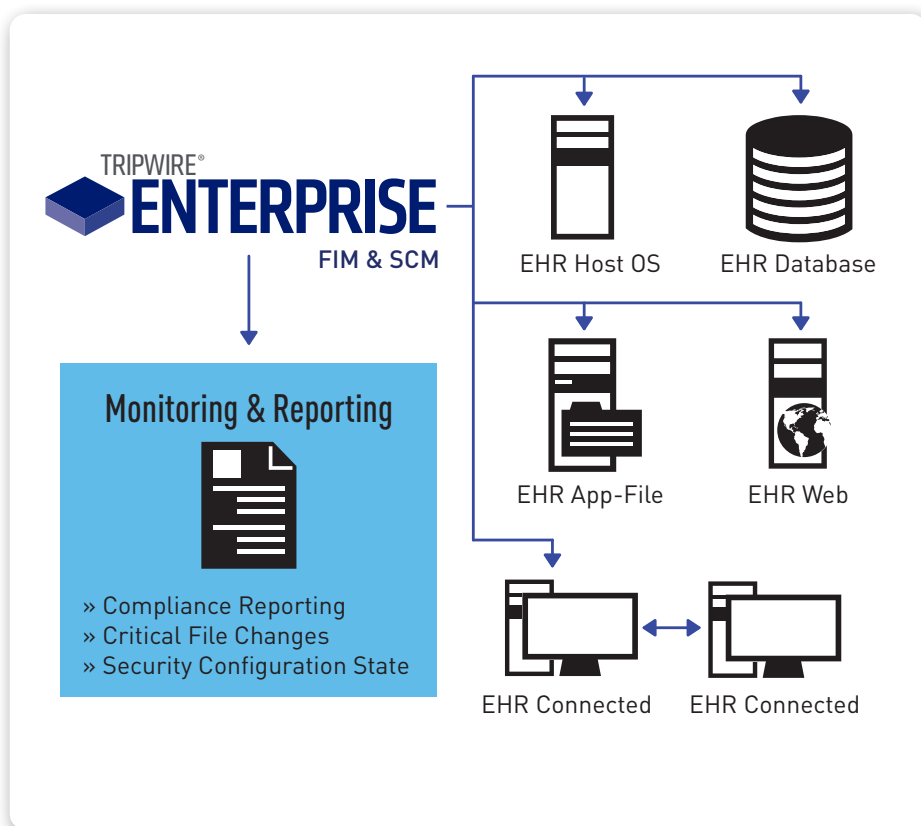 TRIPWIRE®
ENTERPRISE
FIM & SCM
EHR Host OS
EHR Database
Monitoring & Reporting
» Compliance Reporting
» Critical File Changes
» Security Configuration State
EHR App-File
EHR Web
EHR Connected
EHR Connected